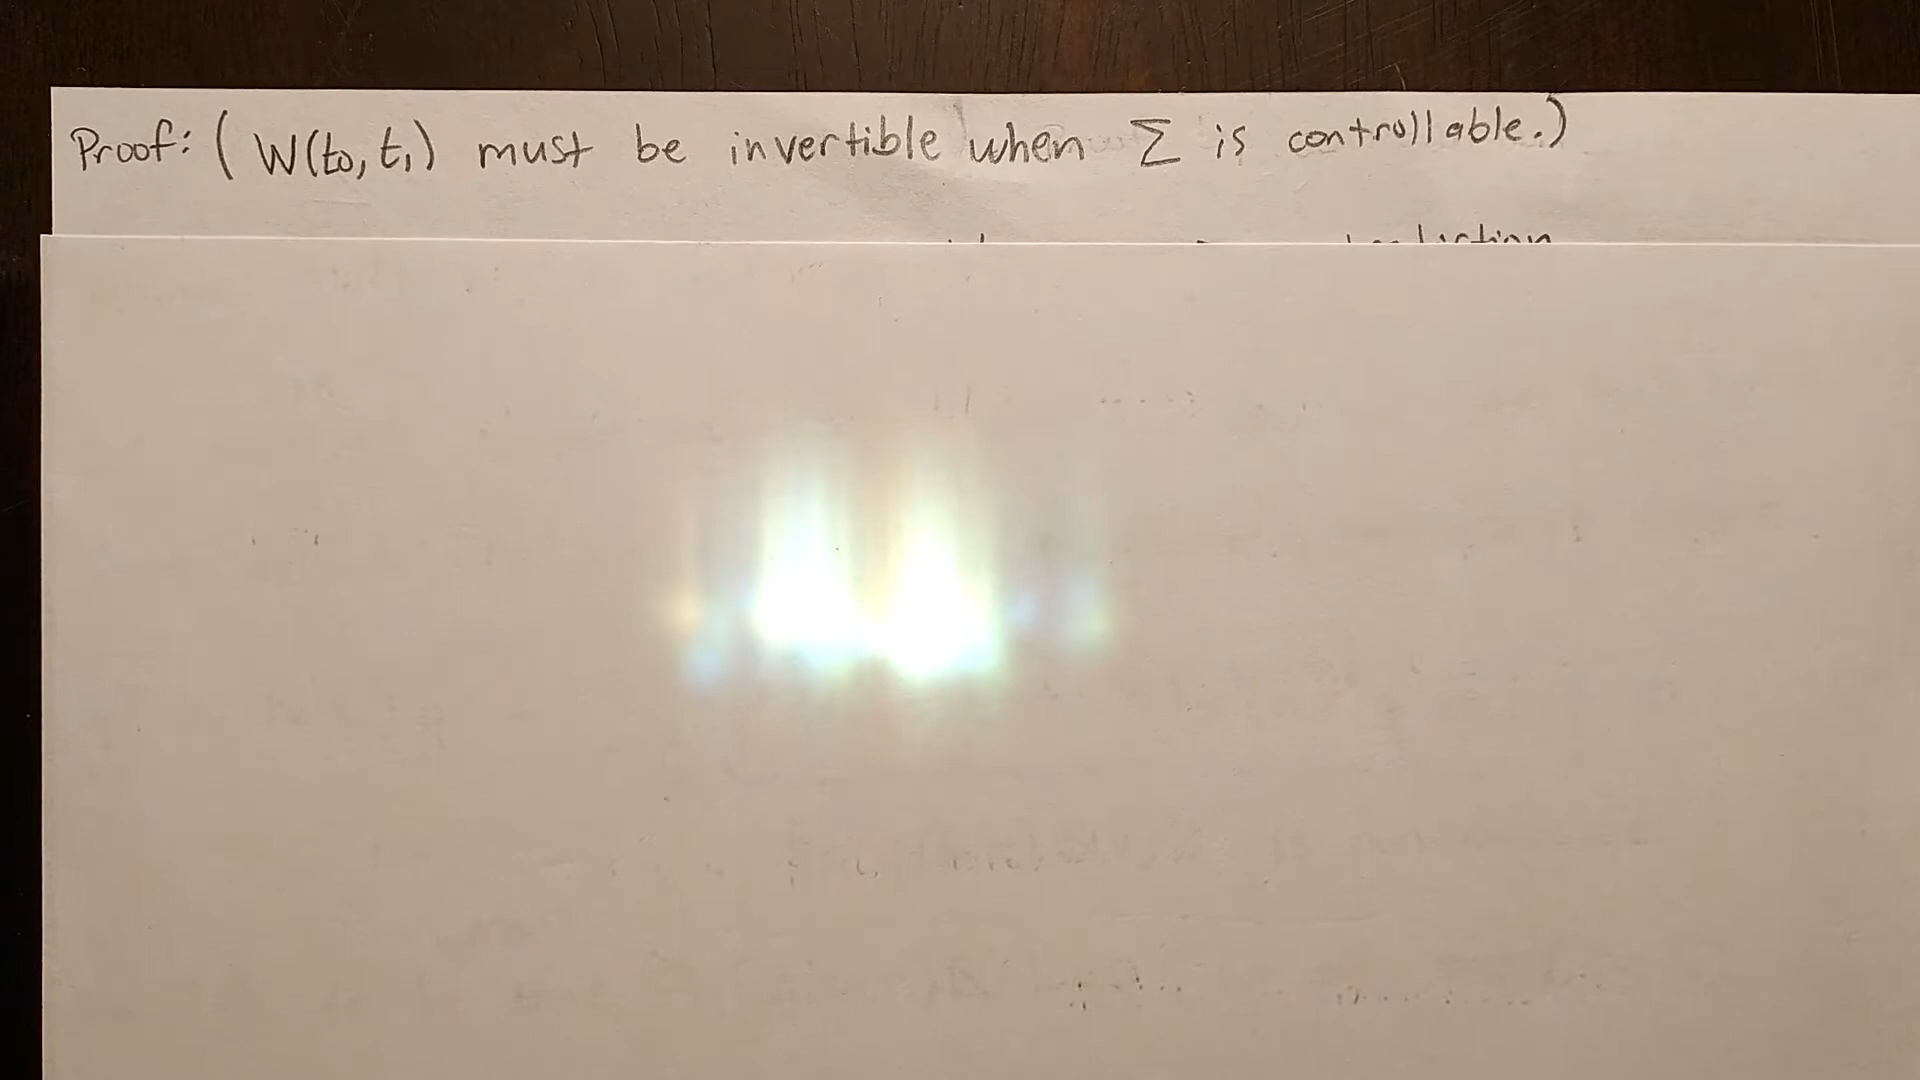 Proof: ( W(t₀, t₁) must be invertible when Σ is controllable.)